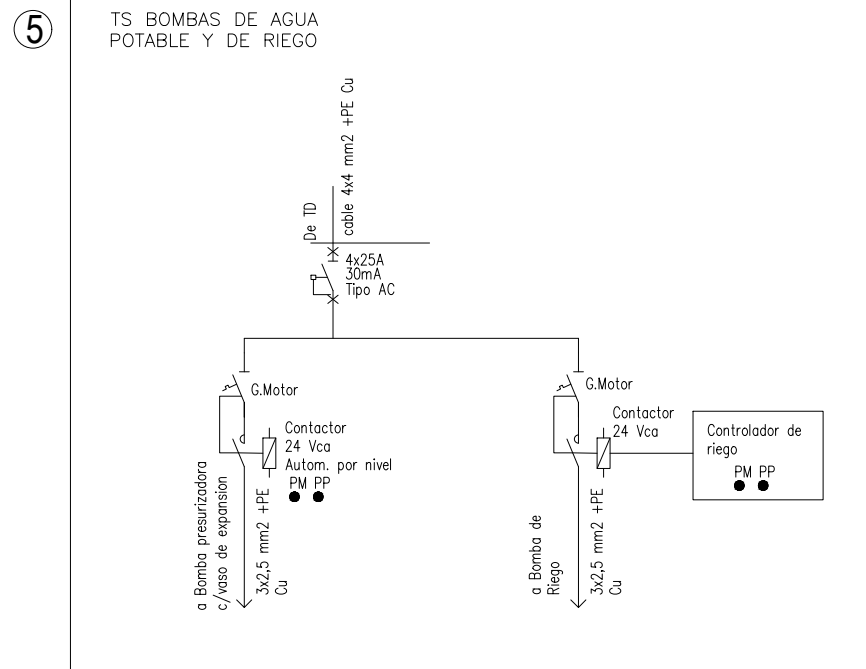 5
TS BOMBAS DE AGUA
POTABLE Y DE RIEGO
De TD
cable 4x4 mm2 +PE Cu
4x25A
30mA
Tipo AC
G.Motor
Contactor
24 Vca
Autom. por nivel
PM PP
a Bomba presurizadora
c/vaso de expansion
3x2,5 mm2 +PE
Cu
G.Motor
Contactor
24 Vca
Controlador de
riego
PM PP
a Bomba de
Riego
3x2,5 mm2 +PE
Cu